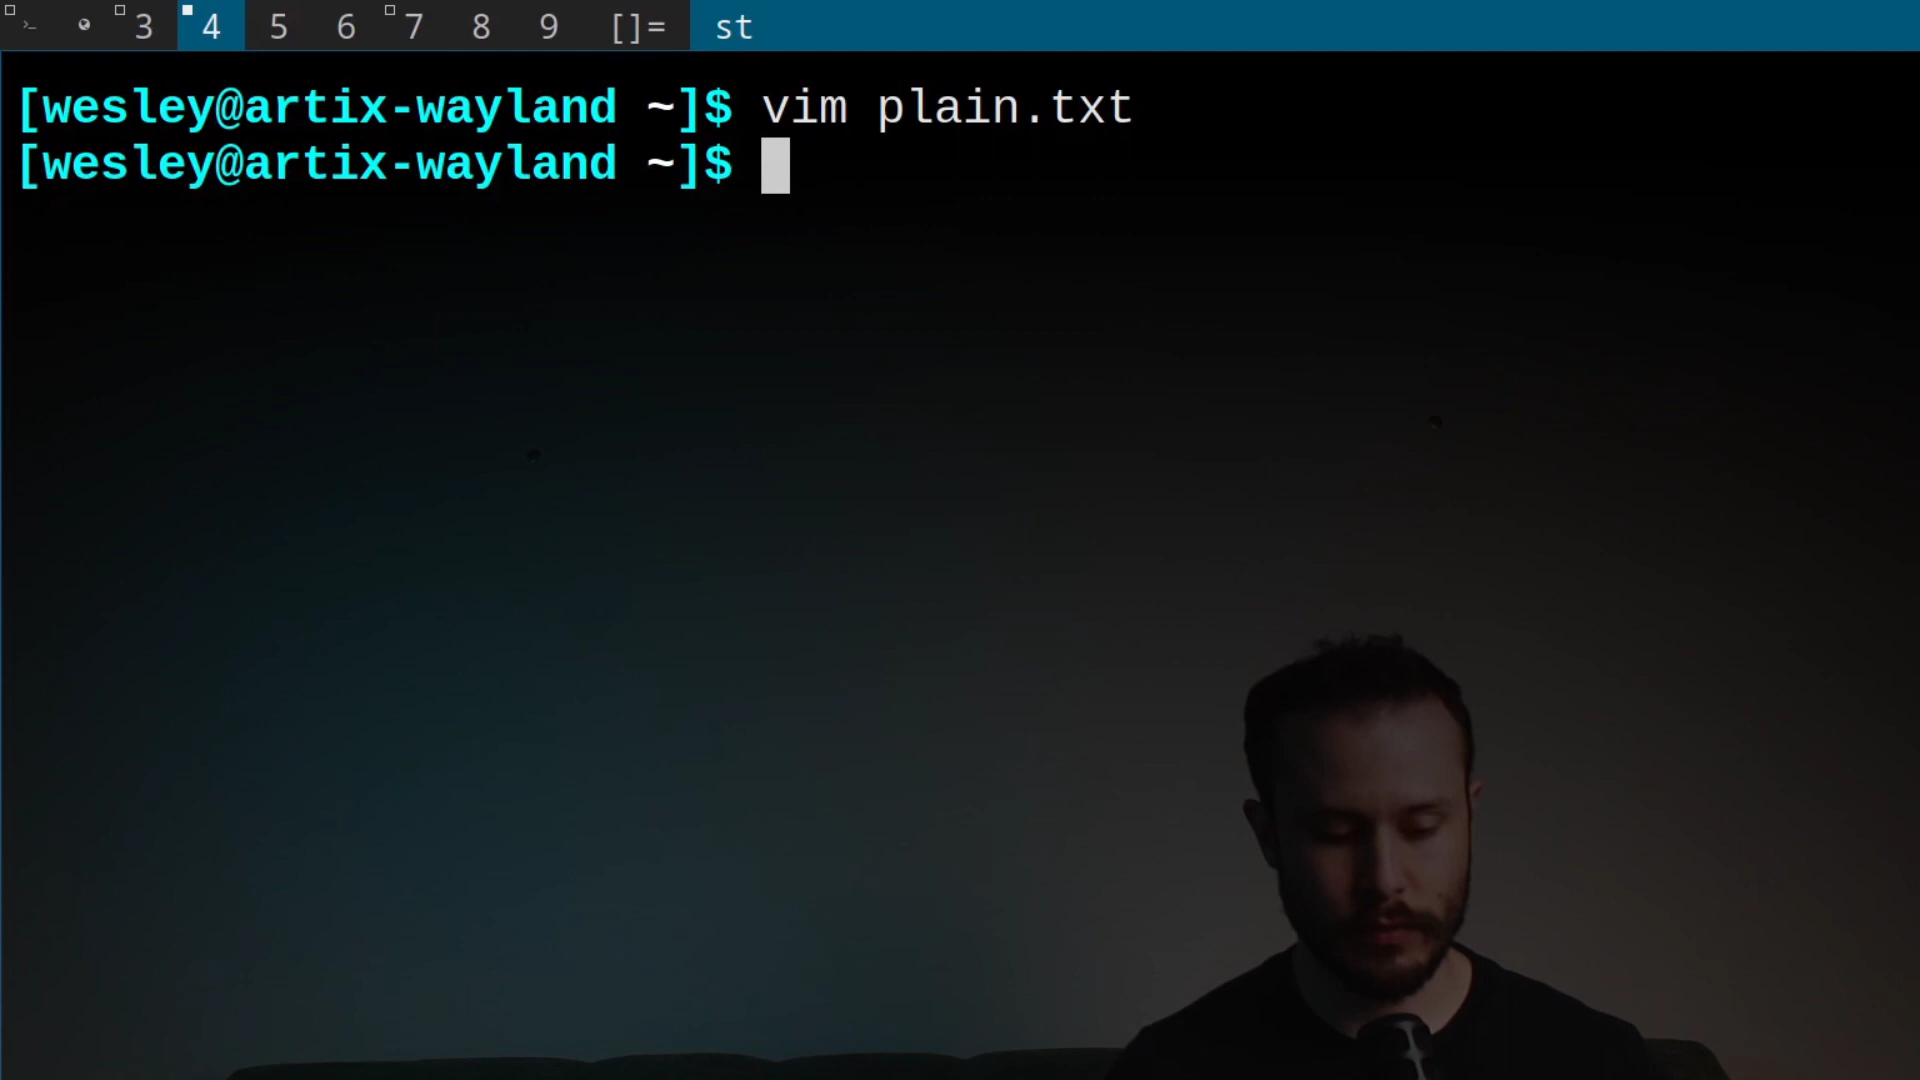 3 4 5 6 7 8 9 []= st
[wesley@artix-wayland ~]$ vim plain.txt
[wesley@artix-wayland ~]$